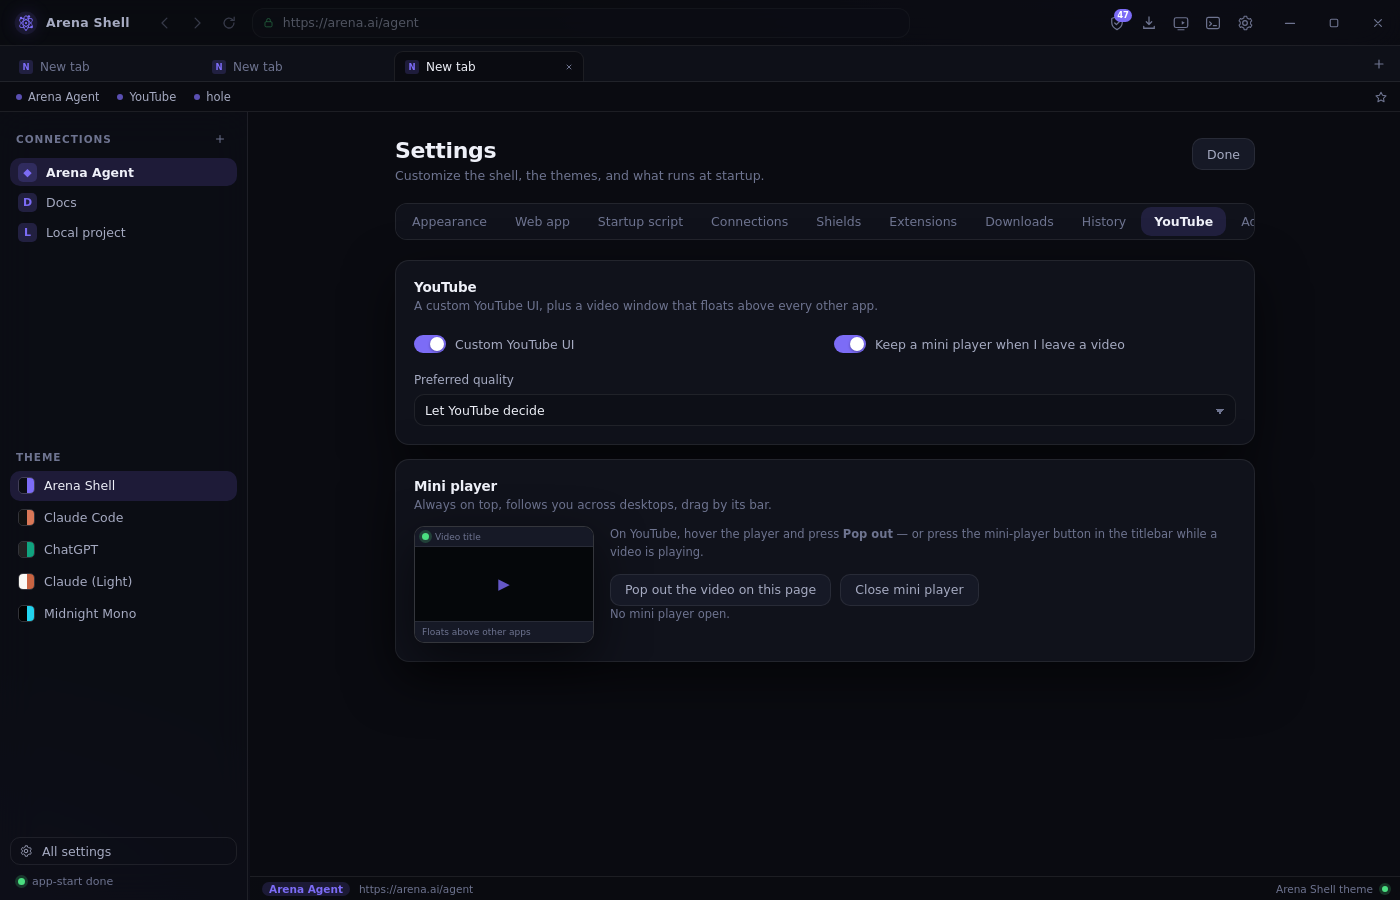 Arena Shell
https://arena.ai/agent
47
N New tab
N New tab
N New tab
Arena Agent
YouTube
hole
CONNECTIONS
Arena Agent
D Docs
L Local project
THEME
Arena Shell
Claude Code
ChatGPT
Claude (Light)
Midnight Mono
All settings
app-start done
Settings
Customize the shell, the themes, and what runs at startup.
Done
Appearance
Web app
Startup script
Connections
Shields
Extensions
Downloads
History
YouTube
YouTube
A custom YouTube UI, plus a video window that floats above every other app.
Custom YouTube UI
Keep a mini player when I leave a video
Preferred quality
Let YouTube decide
Mini player
Always on top, follows you across desktops, drag by its bar.
Video title
Floats above other apps
On YouTube, hover the player and press Pop out — or press the mini-player button in the titlebar while a
video is playing.
Pop out the video on this page
Close mini player
No mini player open.
Arena Agent
https://arena.ai/agent
Arena Shell theme